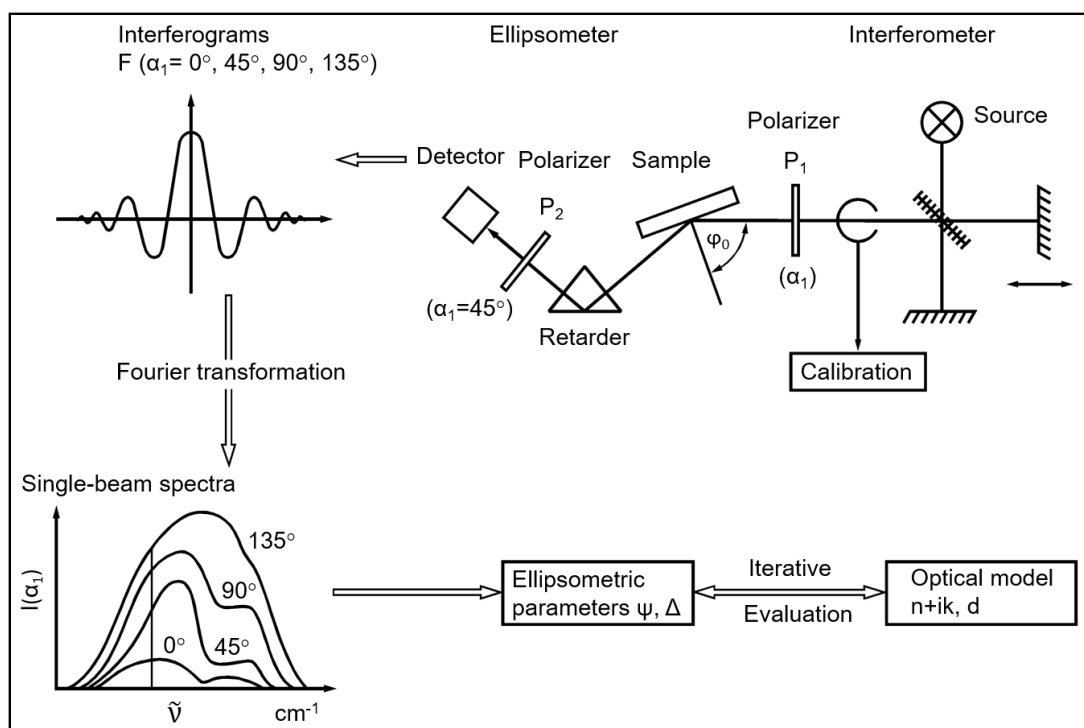 Interferograms
F (α₁= 0°, 45°, 90°, 135°)
Ellipsometer
Interferometer
Source
Polarizer
P₁
Detector
Polarizer
Sample
P₂
φ₀
(α₁)
(α₁=45°)
Retarder
Calibration
Fourier transformation
Single-beam spectra
I(α₁)
135°
90°
0°
45°
ṽ
cm⁻¹
Ellipsometric
parameters ψ, Δ
Iterative
Evaluation
Optical model
n+ik, d